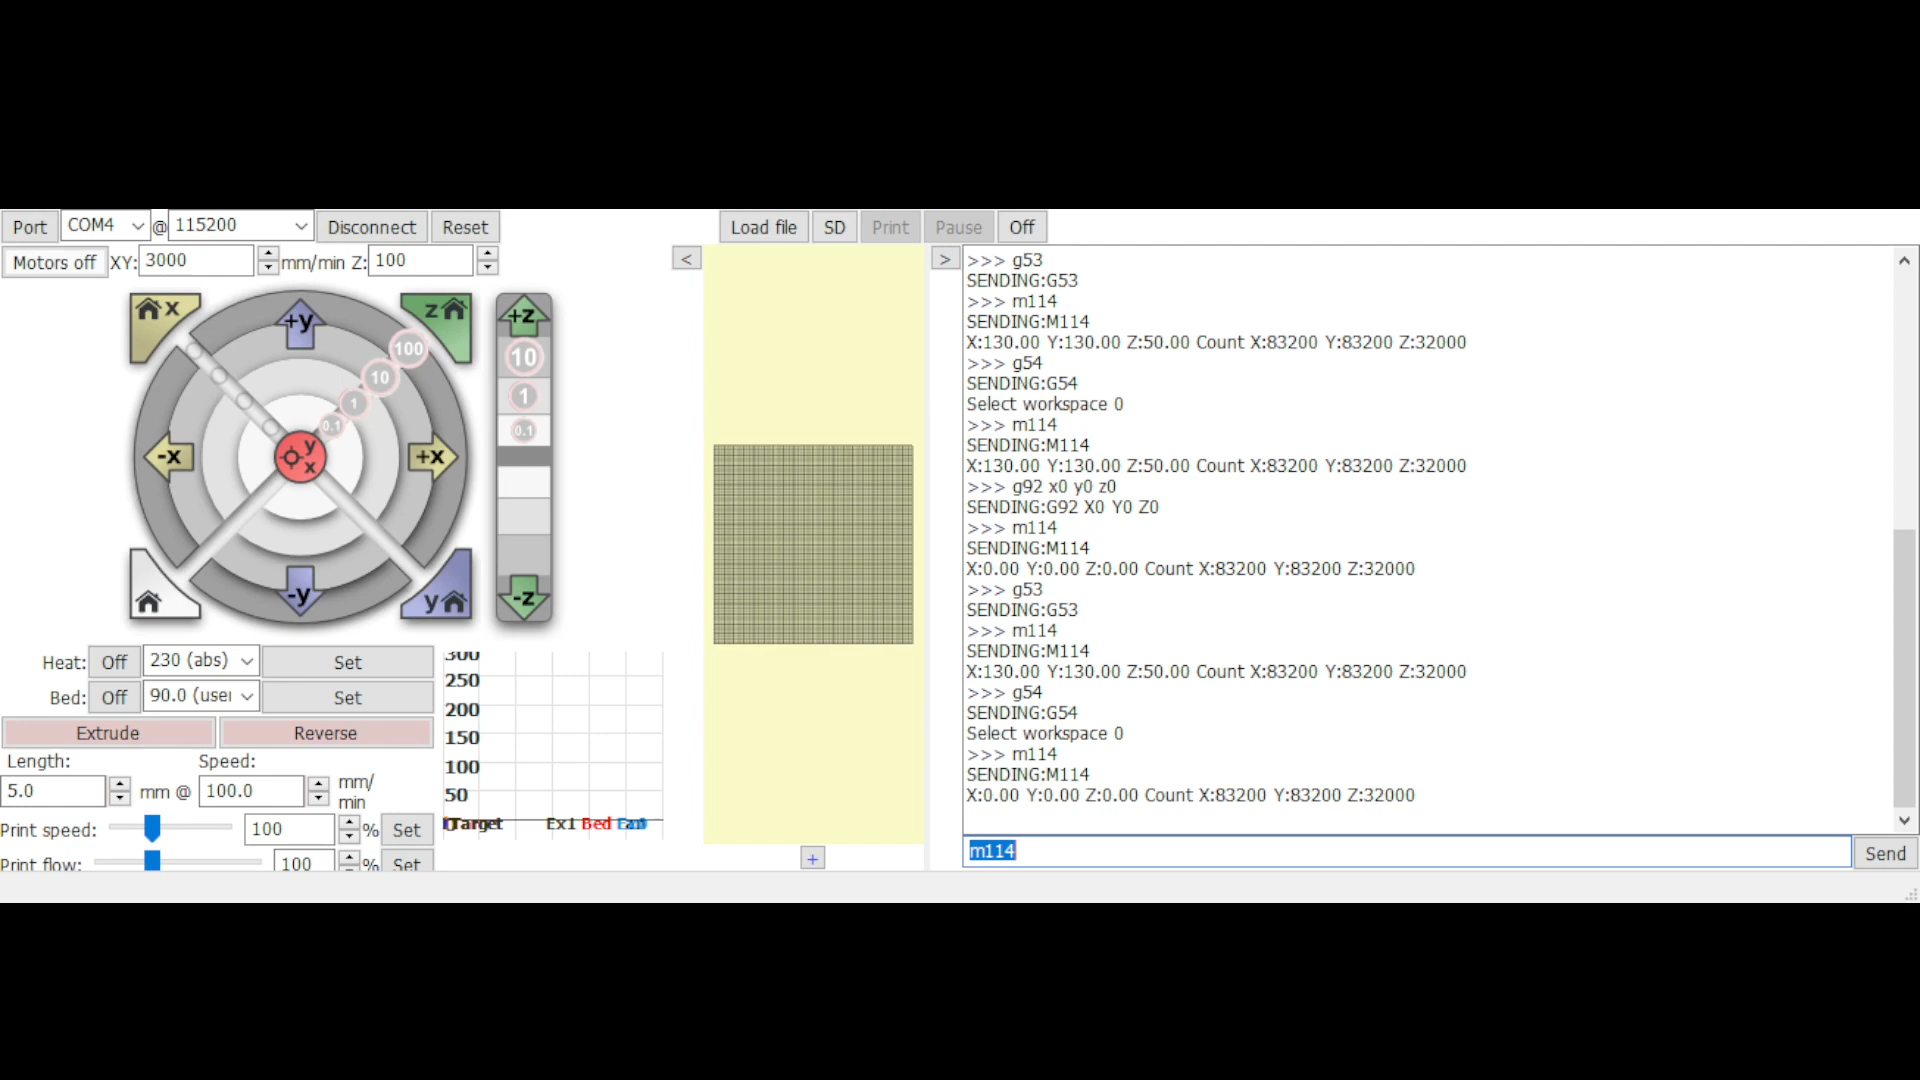 Port COM4 @ 115200 Disconnect Reset Load file SD Print Pause Off
Motors off XY: 3000 mm/min Z: 100 < >
x z
+y +z
100 10
10
1 1
0.1 0.1
-x y x +x
-y -z
y
Heat: Off 230 (abs) Set
Bed: Off 90.0 (user Set
Extrude Reverse
Length: Speed:
5.0 mm @ 100.0 mm/
min
Print speed: 100 % Set
Print flow: 100 % Set
300
250
200
150
100
50
Target Ex1 Bed
+
>>> g53
SENDING:G53
>>> m114
SENDING:M114
X:130.00 Y:130.00 Z:50.00 Count X:83200 Y:83200 Z:32000
>>> g54
SENDING:G54
Select workspace 0
>>> m114
SENDING:M114
X:130.00 Y:130.00 Z:50.00 Count X:83200 Y:83200 Z:32000
>>> g92 x0 y0 z0
SENDING:G92 X0 Y0 Z0
>>> m114
SENDING:M114
X:0.00 Y:0.00 Z:0.00 Count X:83200 Y:83200 Z:32000
>>> g53
SENDING:G53
>>> m114
SENDING:M114
X:130.00 Y:130.00 Z:50.00 Count X:83200 Y:83200 Z:32000
>>> g54
SENDING:G54
Select workspace 0
>>> m114
SENDING:M114
X:0.00 Y:0.00 Z:0.00 Count X:83200 Y:83200 Z:32000
m114 Send